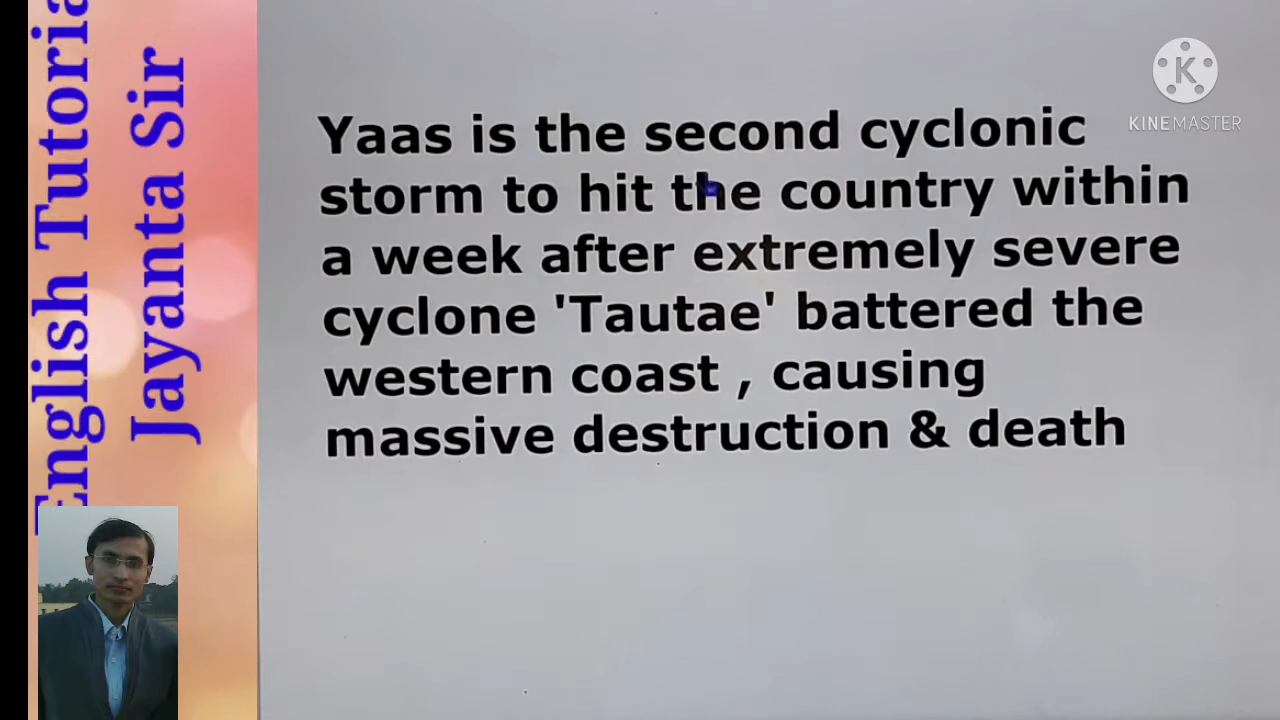 English Tutoria
Jayanta Sir
Yaas is the second cyclonic
storm to hit the country within
a week after extremely severe
cyclone 'Tautae' battered the
western coast , causing
massive destruction & death
K
KINEMASTER